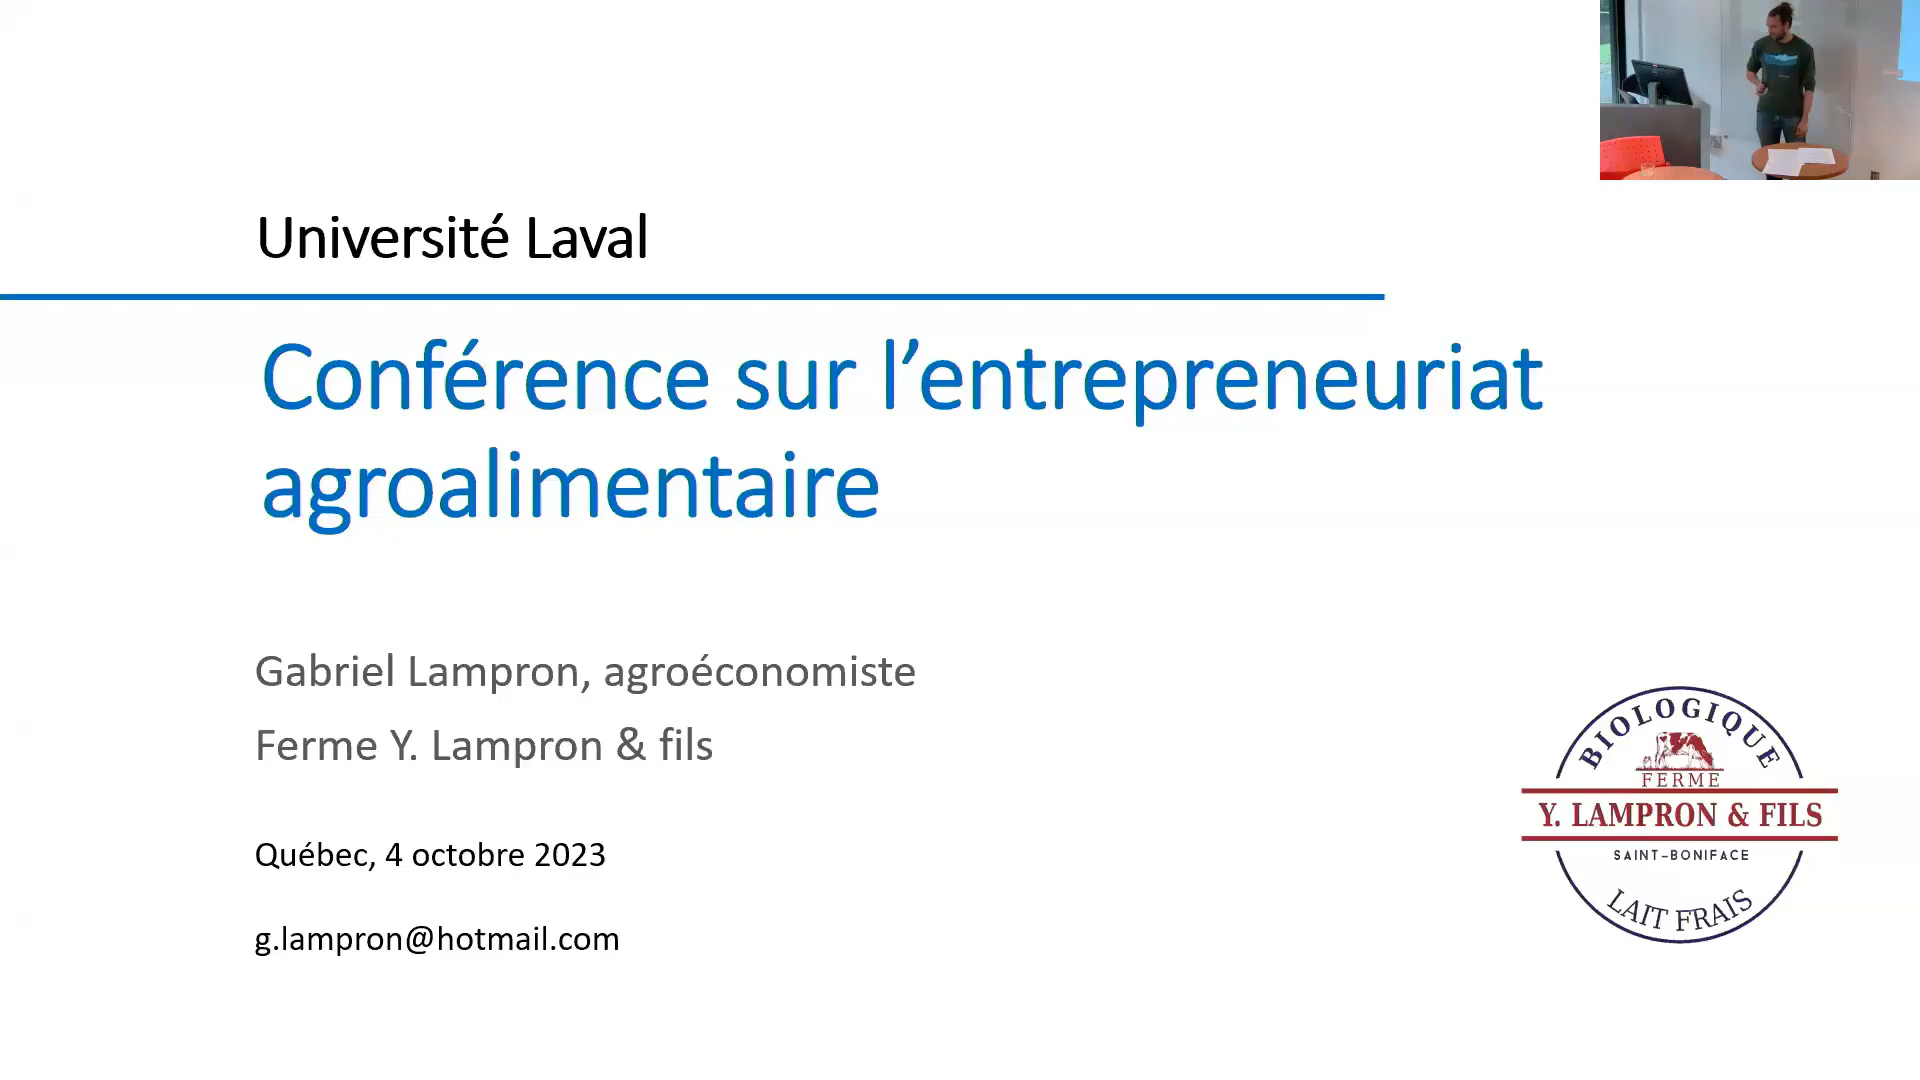 Université Laval
Conférence sur l’entrepreneuriat
agroalimentaire
Gabriel Lampron, agroéconomiste
Ferme Y. Lampron & fils
Québec, 4 octobre 2023
g.lampron@hotmail.com
BIOLOGIQUE
FERME
Y. LAMPRON & FILS
SAINT-BONIFACE
LAIT FRAIS